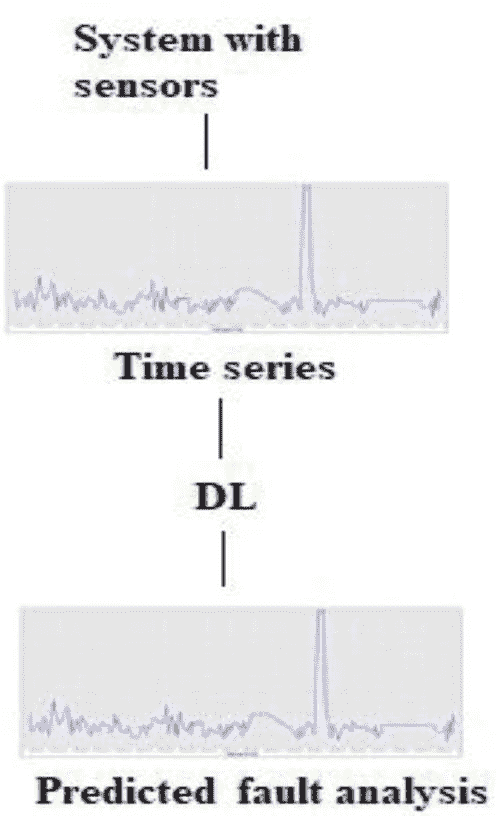 System with
sensors
Time series
DL
Predicted fault analysis